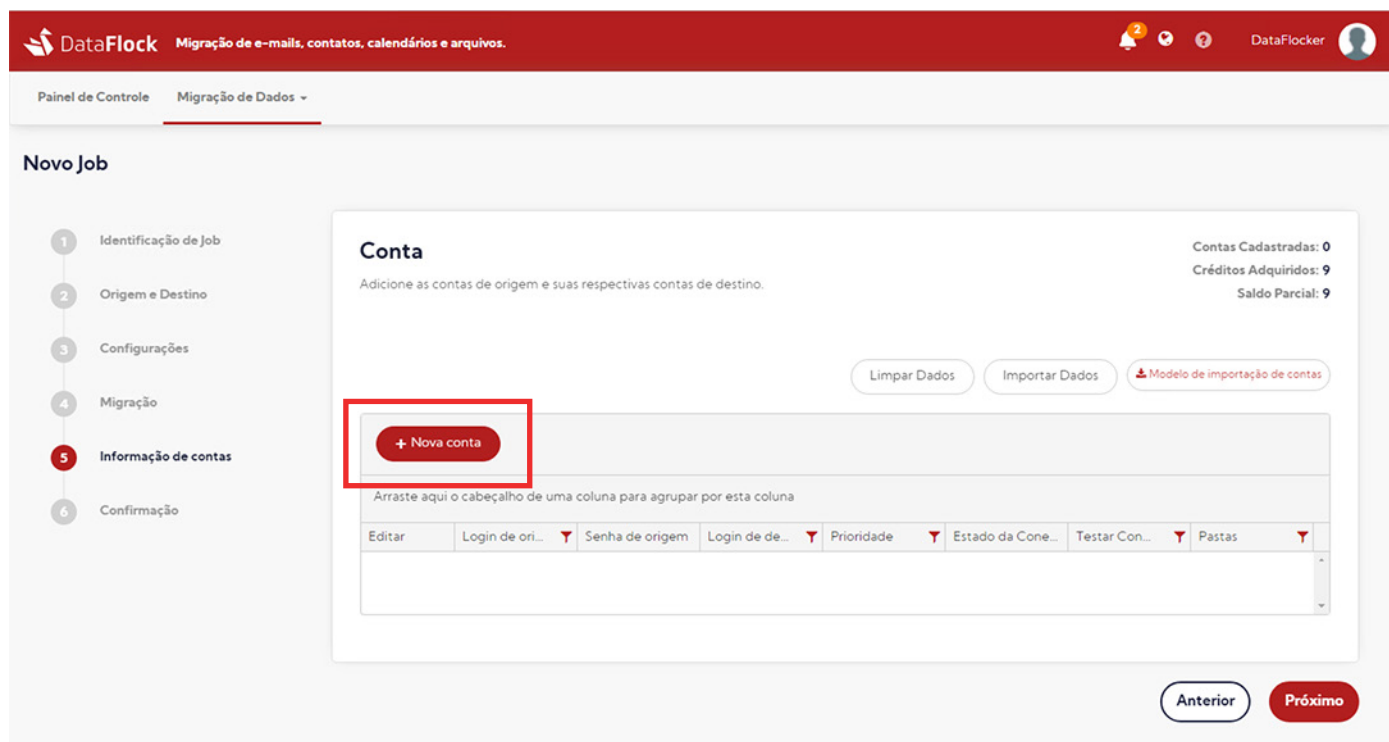 DataFlock Migração de e-mails, contatos, calendários e arquivos. 2 ? DataFlocker
Painel de Controle Migração de Dados
Novo Job
1 Identificação de Job
2 Origem e Destino
3 Configurações
4 Migração
5 Informação de contas
6 Confirmação
Conta
Adicione as contas de origem e suas respectivas contas de destino.
Contas Cadastradas: 0
Créditos Adquiridos: 9
Saldo Parcial: 9
Limpar Dados Importar Dados Modelo de importação de contas
+ Nova conta
Arraste aqui o cabeçalho de uma coluna para agrupar por esta coluna
Editar Login de ori... Senha de origem Login de de... Prioridade Estado da Cone... Testar Con... Pastas
Anterior Próximo